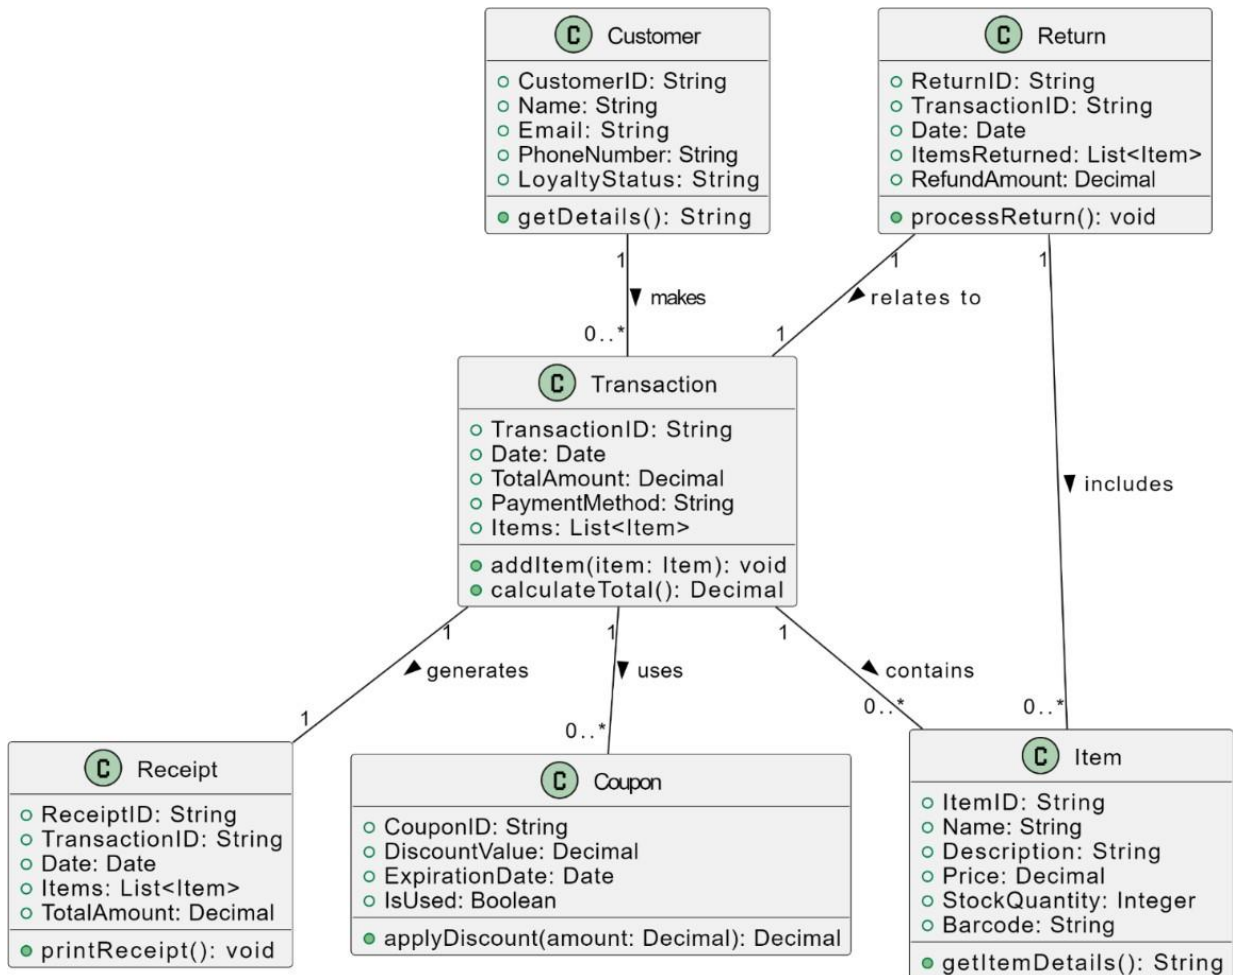 C Customer
CustomerID: String
Name: String
Email: String
PhoneNumber: String
LoyaltyStatus: String
getDetails(): String
C Return
ReturnID: String
TransactionID: String
Date: Date
ItemsReturned: List<Item>
RefundAmount: Decimal
processReturn(): void
1
makes
0..*
1
relates to
1
1
includes
0..*
C Transaction
TransactionID: String
Date: Date
TotalAmount: Decimal
PaymentMethod: String
Items: List<Item>
addItem(item: Item): void
calculateTotal(): Decimal
1
generates
1
1
uses
0..*
1
contains
0..*
C Receipt
ReceiptID: String
TransactionID: String
Date: Date
Items: List<Item>
TotalAmount: Decimal
printReceipt(): void
C Coupon
CouponID: String
DiscountValue: Decimal
ExpirationDate: Date
IsUsed: Boolean
applyDiscount(amount: Decimal): Decimal
C Item
ItemID: String
Name: String
Description: String
Price: Decimal
StockQuantity: Integer
Barcode: String
getItemDetails(): String